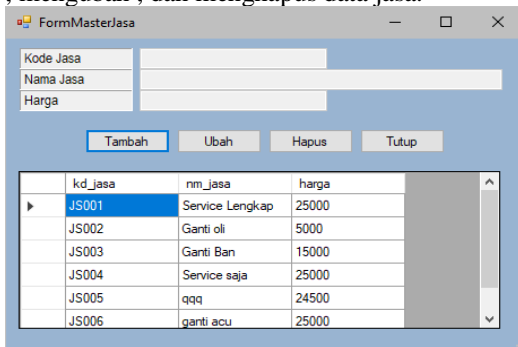 , mengubah , dan mengkapus data jasa.
FormMasterJasa
Kode Jasa
Nama Jasa
Harga
Tambah Ubah Hapus Tutup
kd_jasa nm_jasa harga
JS001 Service Lengkap 25000
JS002 Ganti oli 5000
JS003 Ganti Ban 15000
JS004 Service saja 25000
JS005 qqq 24500
JS006 ganti acu 25000